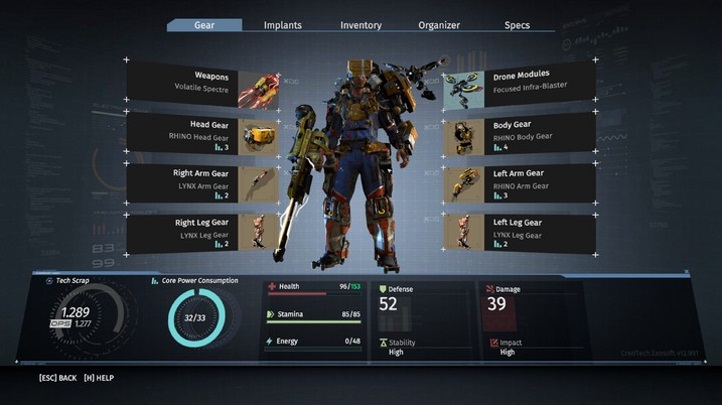 Gear Implants Inventory Organizer Specs
Weapons
Volatile Spectre
Head Gear
RHINO Head Gear
3
Right Arm Gear
LYNX Arm Gear
2
Right Leg Gear
LYNX Leg Gear
2
Drone Modules
Focused Infra-Blaster
Body Gear
RHINO Body Gear
4
Left Arm Gear
RHINO Arm Gear
3
Left Leg Gear
LYNX Leg Gear
2
83
99
Tech Scrap
1.289
1.277
Core Power Consumption
32/33
Health 96/153
Stamina 85/85
Energy 0/48
Defense
52
Stability
High
Damage
39
Impact
High
[ESC] BACK [H] HELP